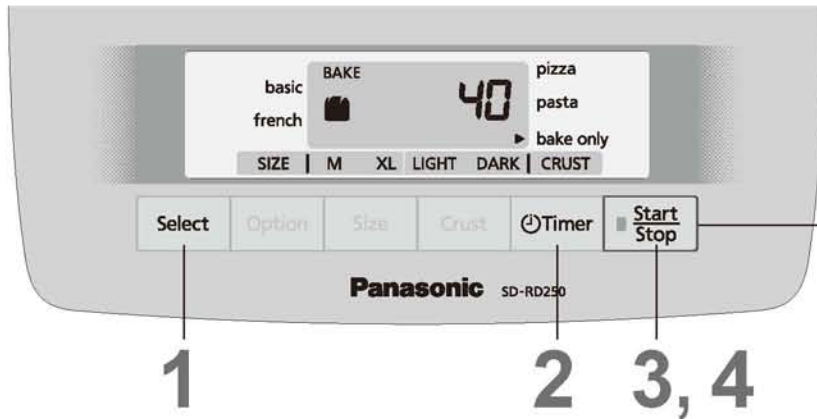 BAKE
basic
french
40
pizza
pasta
bake only
SIZE M XL LIGHT DARK CRUST
Select Option Size Crust Timer Start
Stop
Panasonic SD-RD250
1 2 3, 4